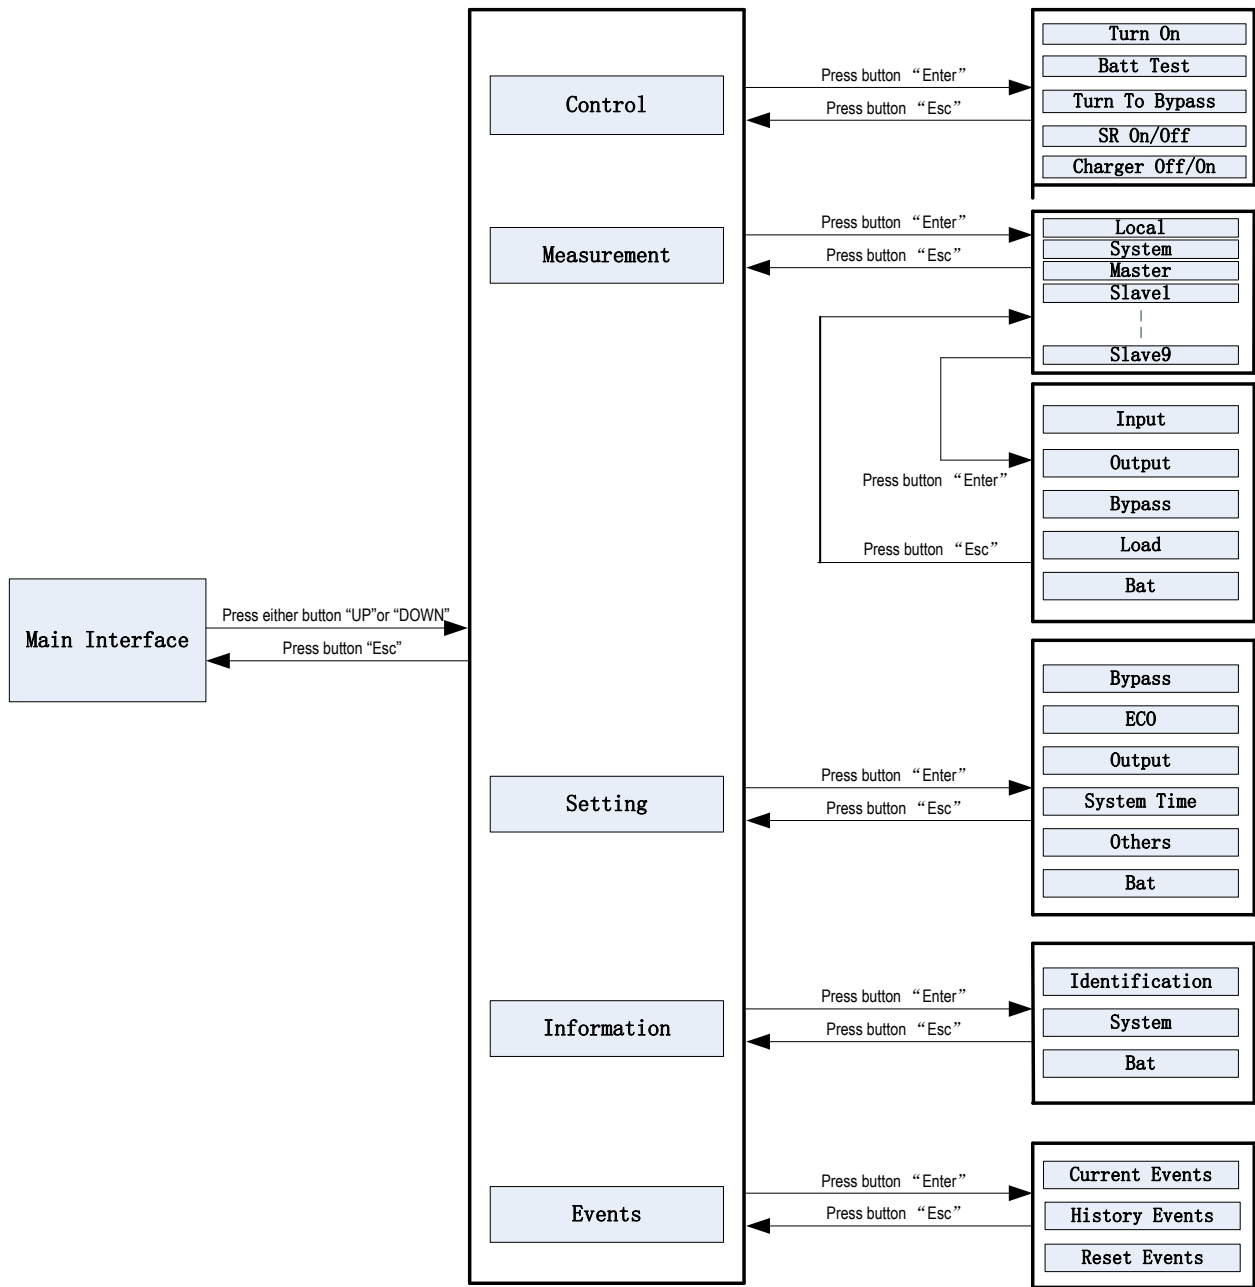 Main Interface
Press either button “UP”or “DOWN”
Press button “Esc”
Control
Press button “Enter”
Press button “Esc”
Turn On
Batt Test
Turn To Bypass
SR On/Off
Charger Off/On
Measurement
Press button “Enter”
Press button “Esc”
Local
System
Master
Slave1
Slave9
Press button “Enter”
Press button “Esc”
Input
Output
Bypass
Load
Bat
Setting
Press button “Enter”
Press button “Esc”
Bypass
ECO
Output
System Time
Others
Bat
Information
Press button “Enter”
Press button “Esc”
Identification
System
Bat
Events
Press button “Enter”
Press button “Esc”
Current Events
History Events
Reset Events